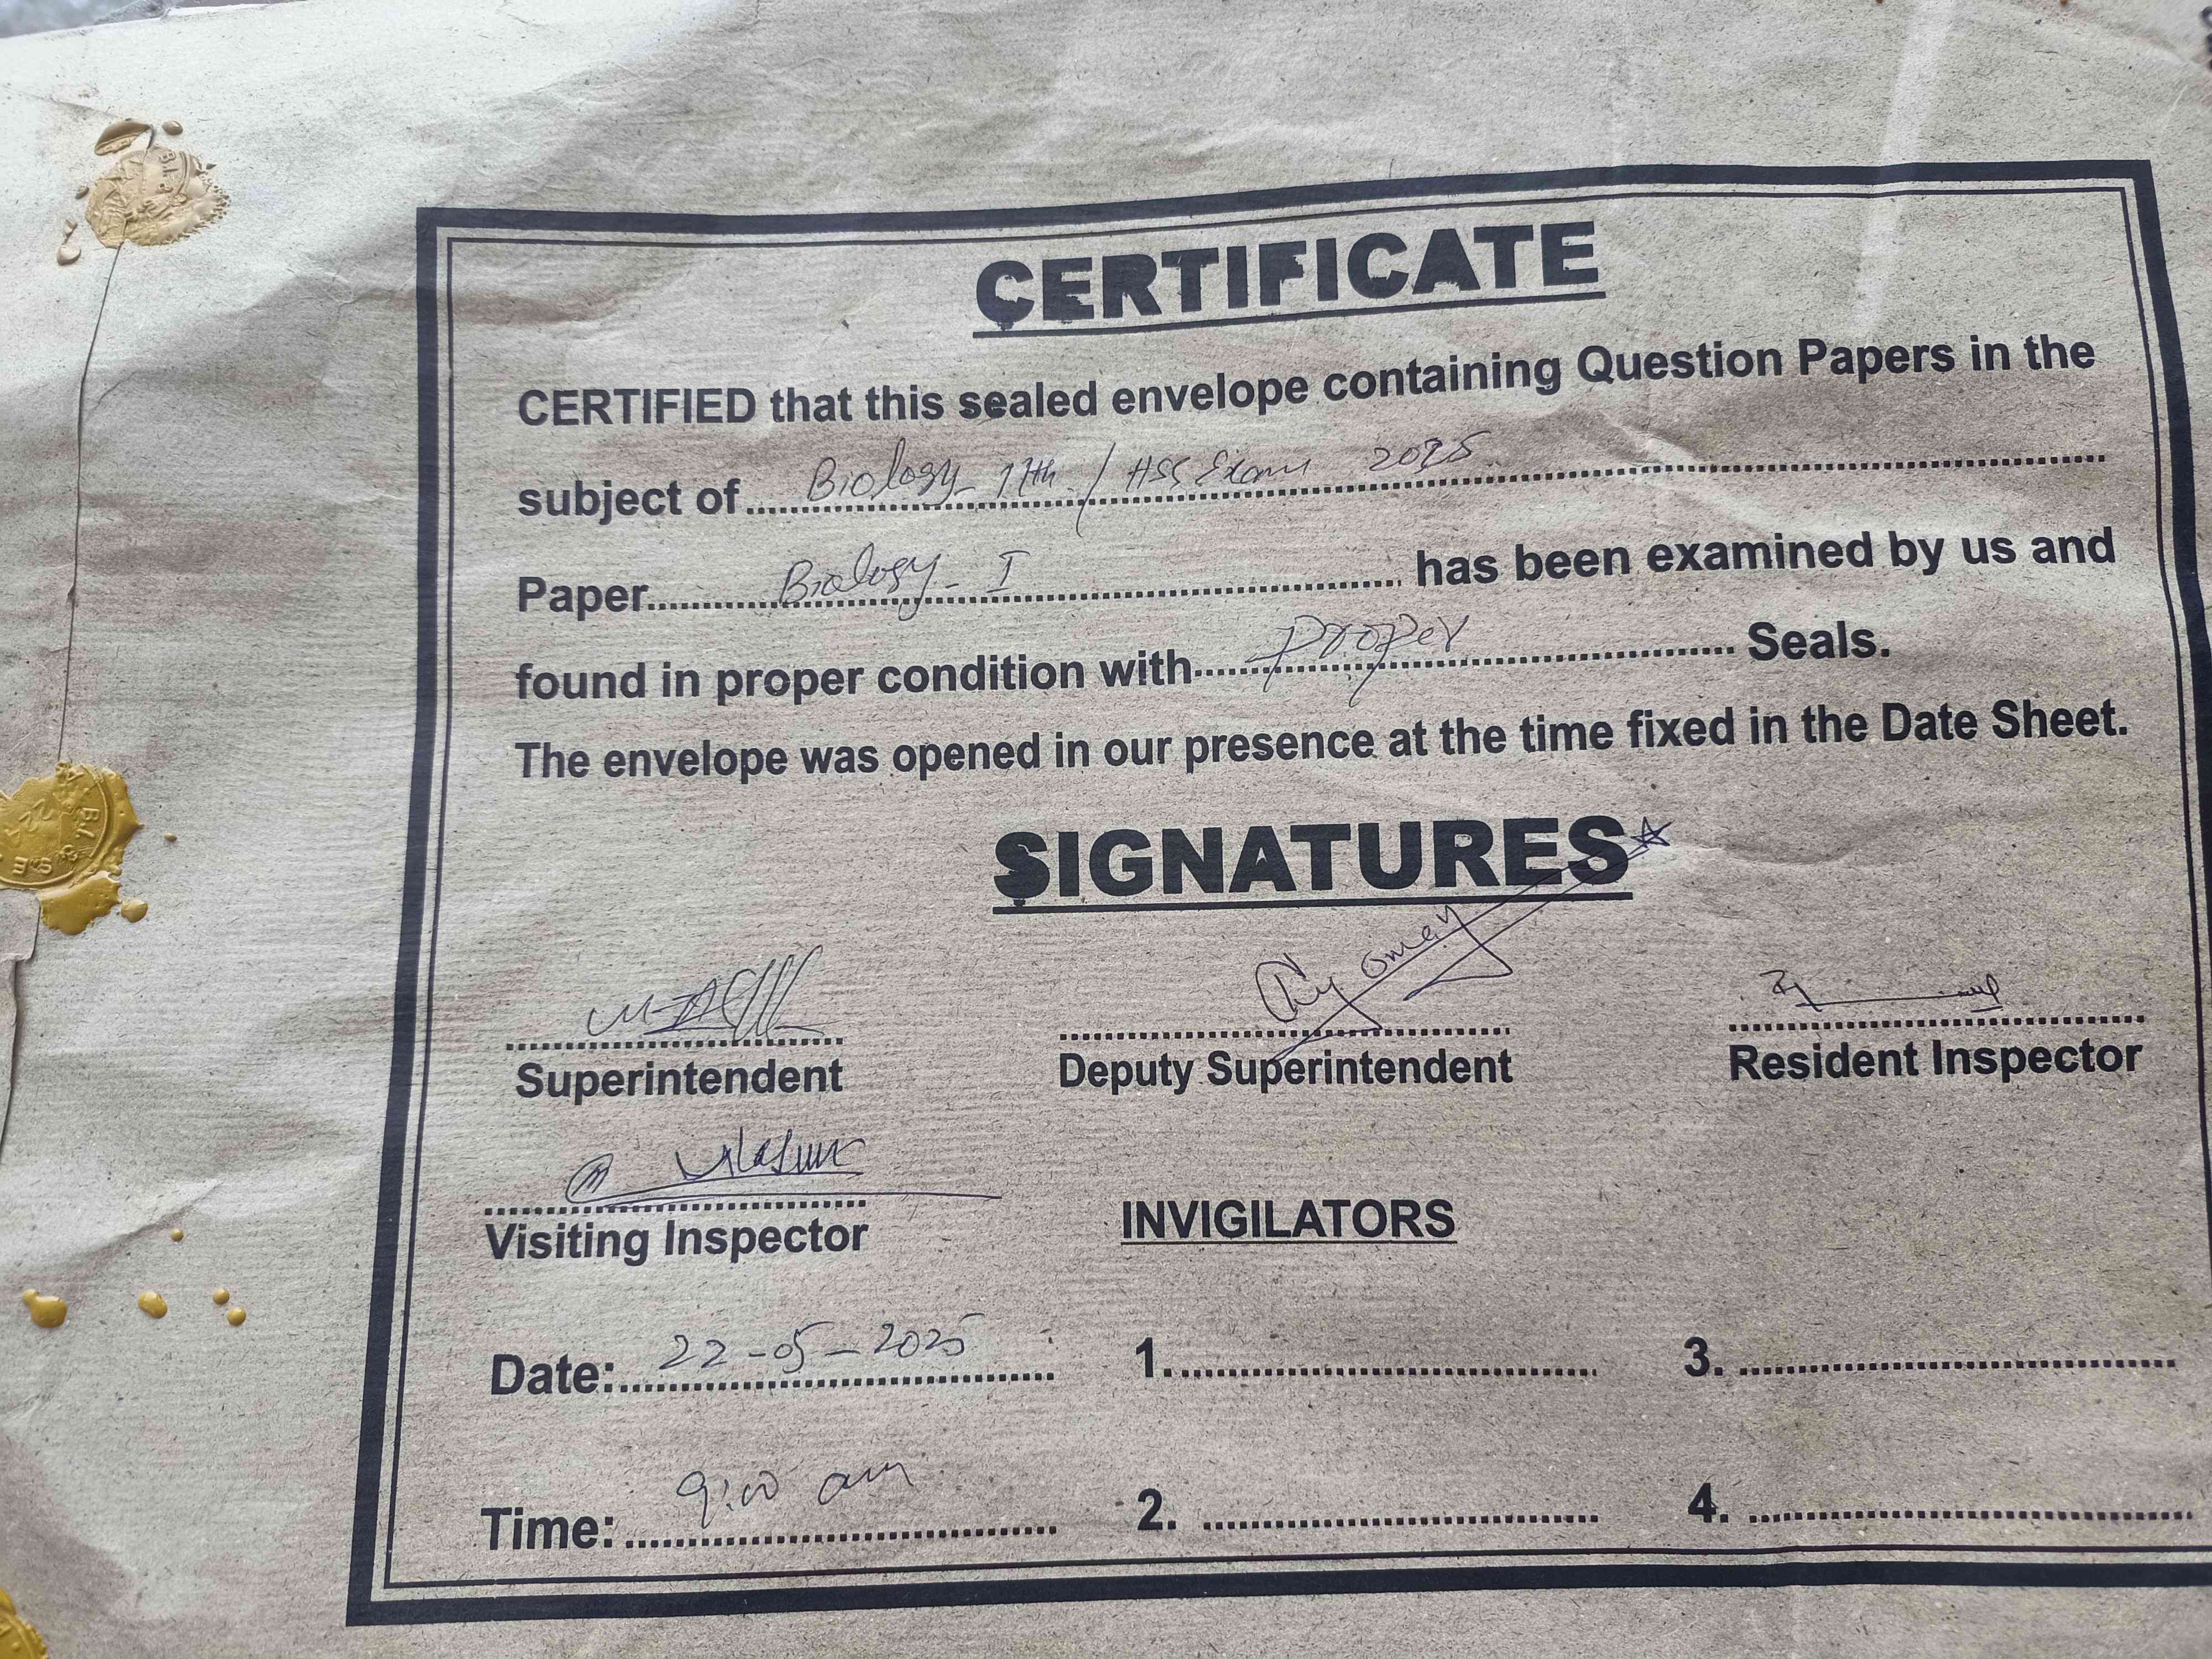 CERTIFICATE
CERTIFIED that this sealed envelope containing Question Papers in the
subject of Biology - 11th / HSS Exam 2025
Paper Biology - I has been examined by us and
found in proper condition with Proper Seals.
The envelope was opened in our presence at the time fixed in the Date Sheet.
SIGNATURES
Superintendent Deputy Superintendent Resident Inspector
Visiting Inspector INVIGILATORS
Date: 22-05-2025 1. 3.
Time: 9:00 am 2. 4.